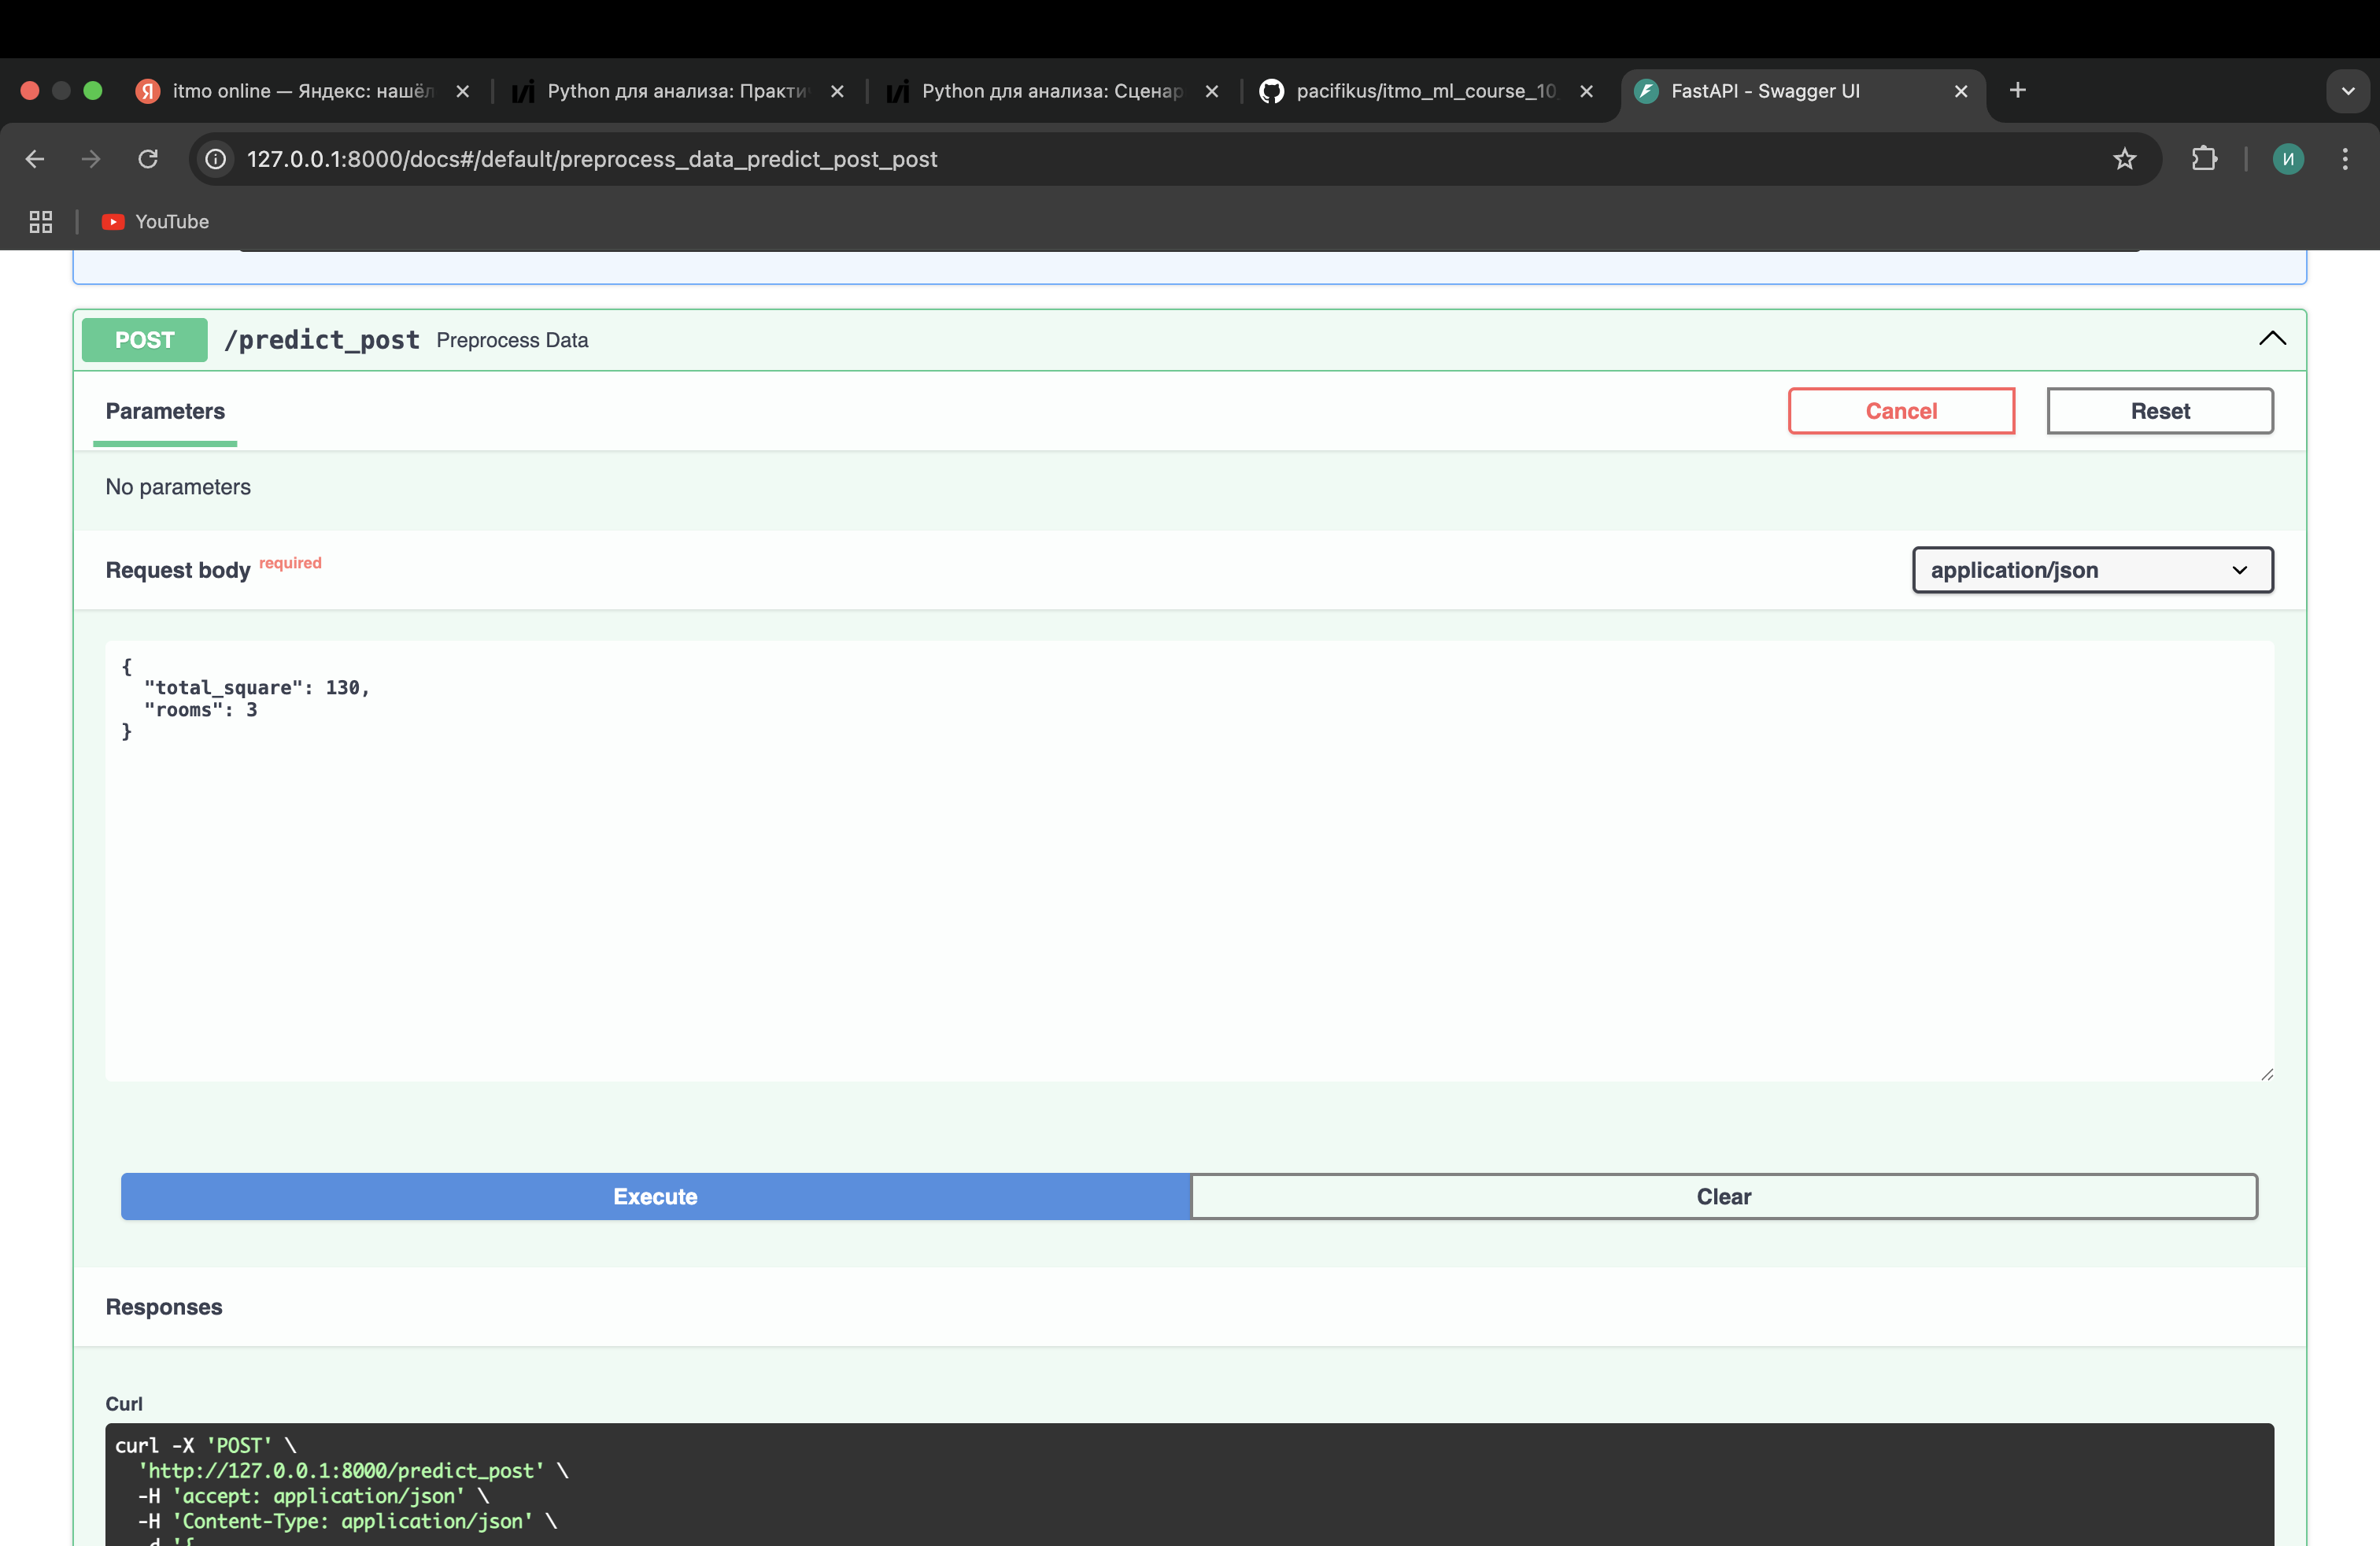 Я itmo online — Яндекс: нашёл
Python для анализа: Практи
Python для анализа: Сценар
pacifikus/itmo_ml_course_10
FastAPI - Swagger UI
127.0.0.1:8000/docs#/default/preprocess_data_predict_post_post
И
YouTube
POST /predict_post Preprocess Data
Parameters
Cancel
Reset
No parameters
Request body required
application/json
{
"total_square": 130,
"rooms": 3
}
Execute
Clear
Responses
Curl
curl -X 'POST' \
'http://127.0.0.1:8000/predict_post' \
-H 'accept: application/json' \
-H 'Content-Type: application/json' \
-d '{